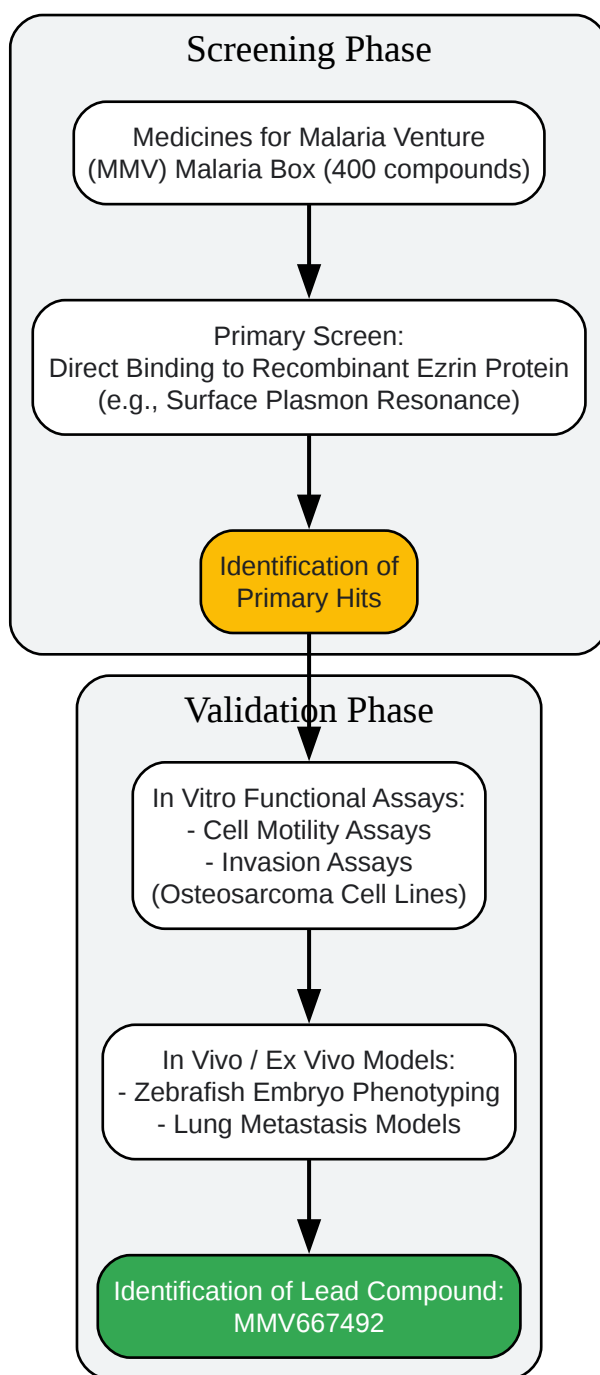 Screening Phase
Medicines for Malaria Venture
(MMV) Malaria Box (400 compounds)
Primary Screen:
Direct Binding to Recombinant Ezrin Protein
(e.g., Surface Plasmon Resonance)
Identification of
Primary Hits
Validation Phase
In Vitro Functional Assays:
- Cell Motility Assays
- Invasion Assays
(Osteosarcoma Cell Lines)
In Vivo / Ex Vivo Models:
- Zebrafish Embryo Phenotyping
- Lung Metastasis Models
Identification of Lead Compound:
MMV667492